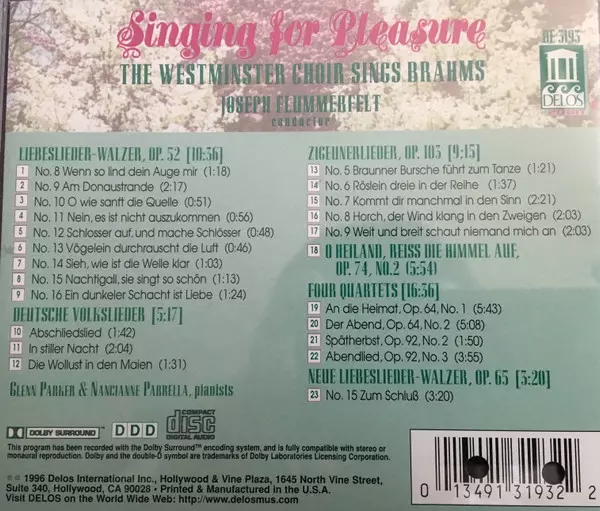 Singing for Pleasure
THE WESTMINSTER CHOIR SINGS BRAHMS
JOSEPH FLUMMERFELT
conductor
DE 3193
DELOS
LIEBESLIEDER-WALZER, OP. 52 [10:36]
1 No. 8 Wenn so lind dein Auge mir (1:18)
2 No. 9 Am Donaustrande (2:17)
3 No. 10 O wie sanft die Quelle (0:51)
4 No. 11 Nein, es ist nicht auszukommen (0:56)
5 No. 12 Schlosser auf, und mache Schlösser (0:48)
6 No. 13 Vögelein durchrauscht die Luft (0:46)
7 No. 14 Sieh, wie ist die Welle klar (1:03)
8 No. 15 Nachtigall, sie singt so schön (1:13)
9 No. 16 Ein dunkeler Schacht ist Liebe (1:24)
DEUTSCHE VOLKSLIEDER [5:17]
10 Abschiedslied (1:42)
11 In stiller Nacht (2:04)
12 Die Wollust in den Maien (1:31)
GLENN PARKER & NANCIANNE PARRELLA, pianists
ZIGEUNERLIEDER, OP. 103 [9:15]
13 No. 5 Brauner Bursche führt zum Tanze (1:21)
14 No. 6 Röslein dreie in der Reihe (1:37)
15 No. 7 Kommt dir manchmal in den Sinn (2:21)
16 No. 8 Horch, der Wind klang in den Zweigen (2:03)
17 No. 9 Weit und breit schaut niemand mich an (2:03)
18 O HEILAND, REISS DIE HIMMEL AUF,
OP. 74, NO.2 (5:54)
FOUR QUARTETS [16:36]
19 An die Heimat, Op. 64, No. 1 (5:43)
20 Der Abend, Op. 64, No. 2 (5:08)
21 Spätherbst, Op. 92, No. 2 (1:50)
22 Abendlied, Op. 92, No. 3 (3:55)
NEUE LIEBESLIEDER-WALZER, OP. 65 [3:20]
23 No. 15 Zum Schluß (3:20)
DOLBY SURROUND™
DDD
COMPACT
disc
DIGITAL AUDIO
This program has been recorded with the Dolby Surround™ encoding system, and is fully compatible with stereo or
monaural reproduction. Dolby and the double-D symbol are trademarks of Dolby Laboratories Licensing Corporation.
℗ © 1996 Delos International, Inc., Hollywood & Vine Plaza, 1645 North Vine Street,
Suite 340, Hollywood, CA 90028 • Printed & Manufactured in the U.S.A.
Visit DELOS on the World Wide Web: http://www.delosmus.com
0 13491 31932 2